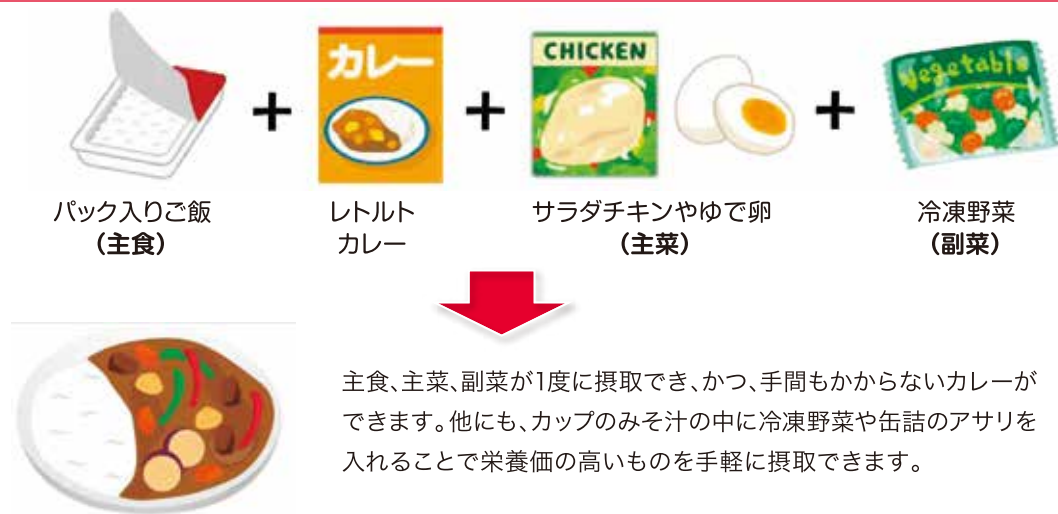 カレー
CHICKEN
Vegetable
パック入りご飯
(主食)
レトルト
カレー
サラダチキンやゆで卵
(主菜)
冷凍野菜
(副菜)
主食、主菜、副菜が1度に摂取でき、かつ、手間もかからないカレーが
できます。他にも、カップのみそ汁の中に冷凍野菜や缶詰のアサリを
入れることで栄養価の高いものを手軽に摂取できます。